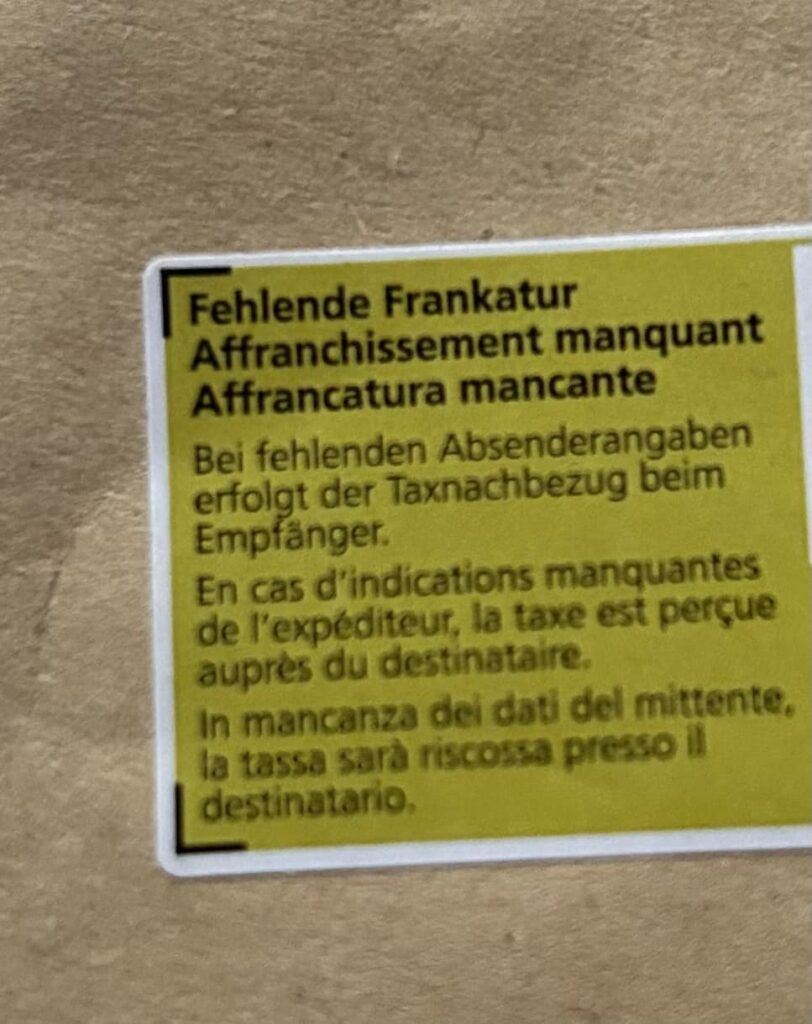 Fehlende Frankatur
Affranchissement manquant
Affrancatura mancante
Bei fehlenden Absenderangaben
erfolgt der Taxnachbezug beim
Empfänger.
En cas d'indications manquantes
de l'expéditeur, la taxe est perçue
auprès du destinataire.
In mancanza dei dati del mittente,
la tassa sarà riscossa presso il
destinatario.